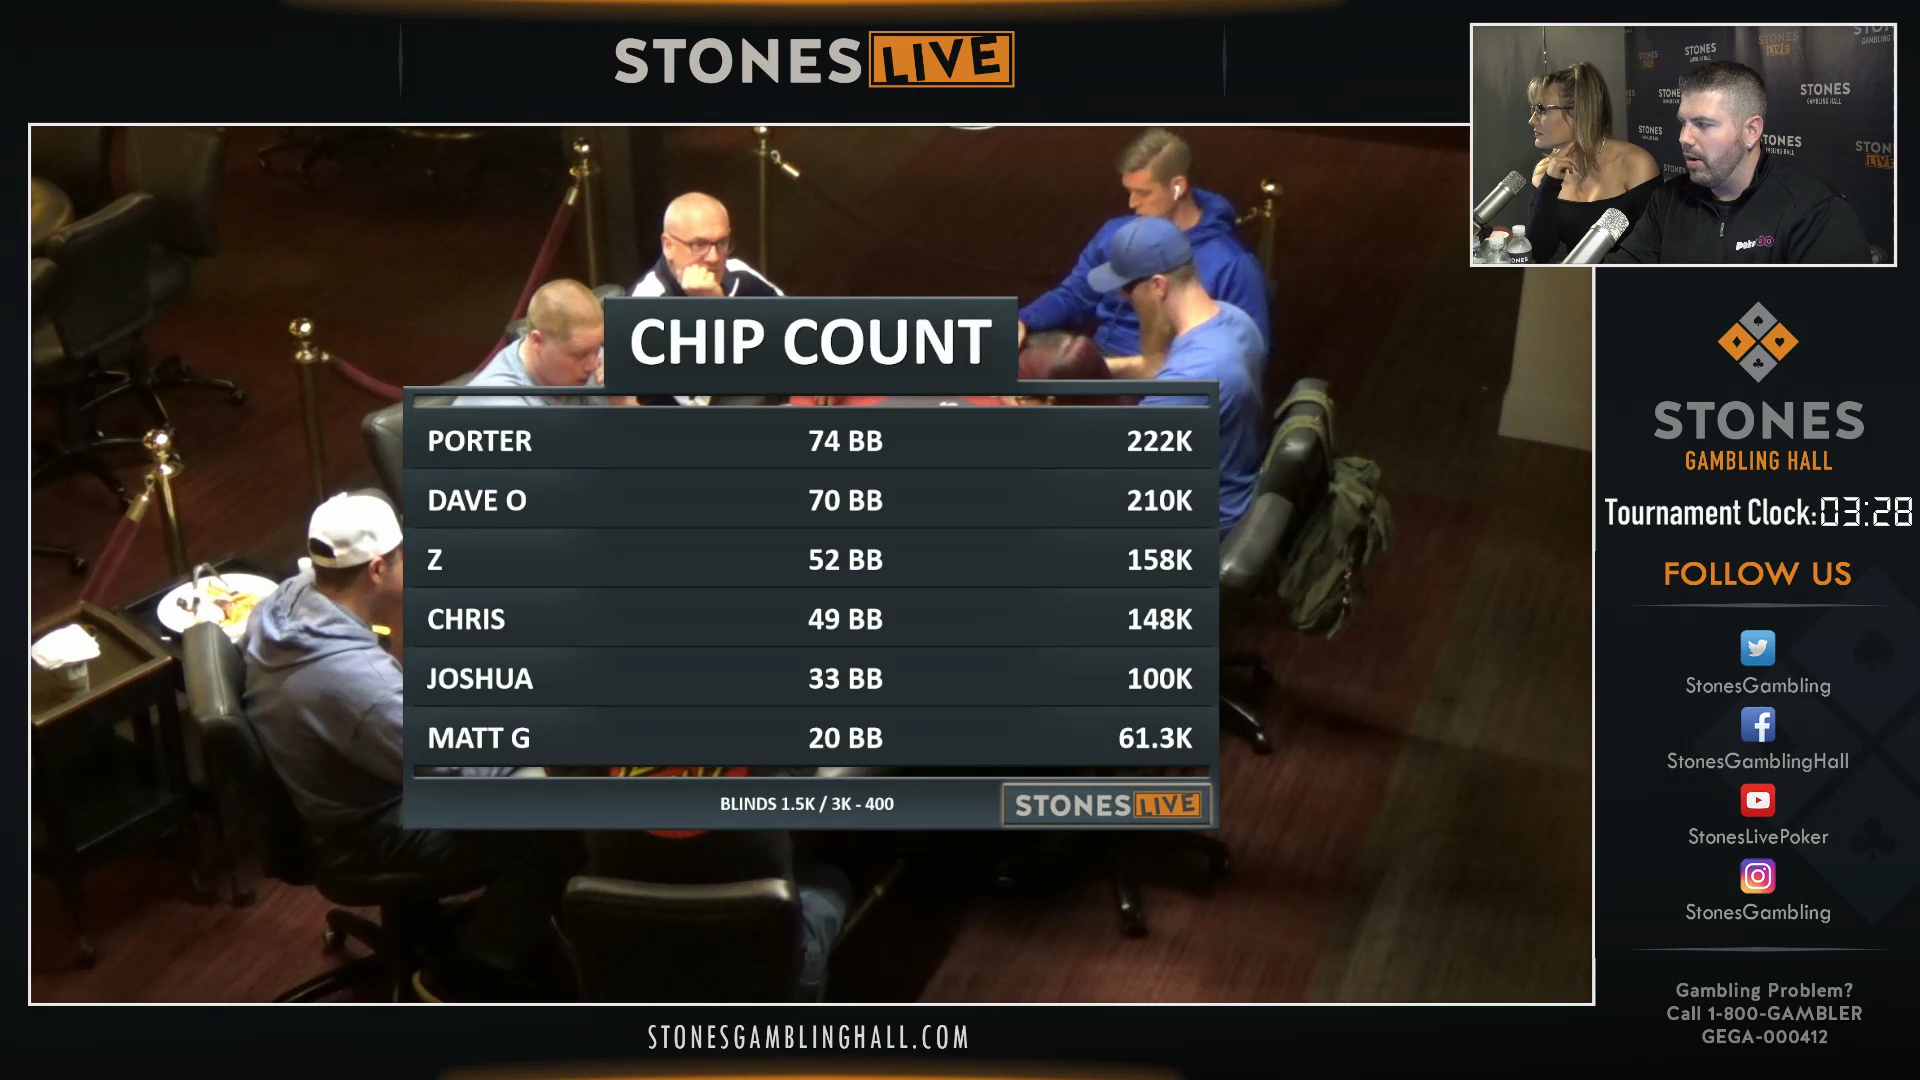 STONES LIVE
STONES
GAMBLING HALL
CHIP COUNT
PORTER 74 BB 222K
DAVE O 70 BB 210K
Z 52 BB 158K
CHRIS 49 BB 148K
JOSHUA 33 BB 100K
MATT G 20 BB 61.3K
BLINDS 1.5K / 3K - 400
STONES LIVE
STONES
GAMBLING HALL
Tournament Clock: 03:28
FOLLOW US
StonesGambling
StonesGamblingHall
StonesLivePoker
StonesGambling
Gambling Problem?
Call 1-800-GAMBLER
GEGA-000412
STONESGAMBLINGHALL.COM